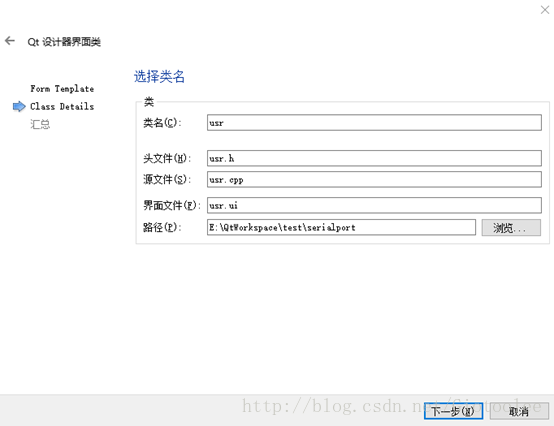 Qt 设计器界面类
Form Template
Class Details
汇总
选择类名
类
类名(C): usr
头文件(H): usr.h
源文件(S): usr.cpp
界面文件(F): usr.ui
路径(P): E:\QtWorkspace\test\serialport 浏览...
http://blog.csdn.net/
下一步(N) 取消